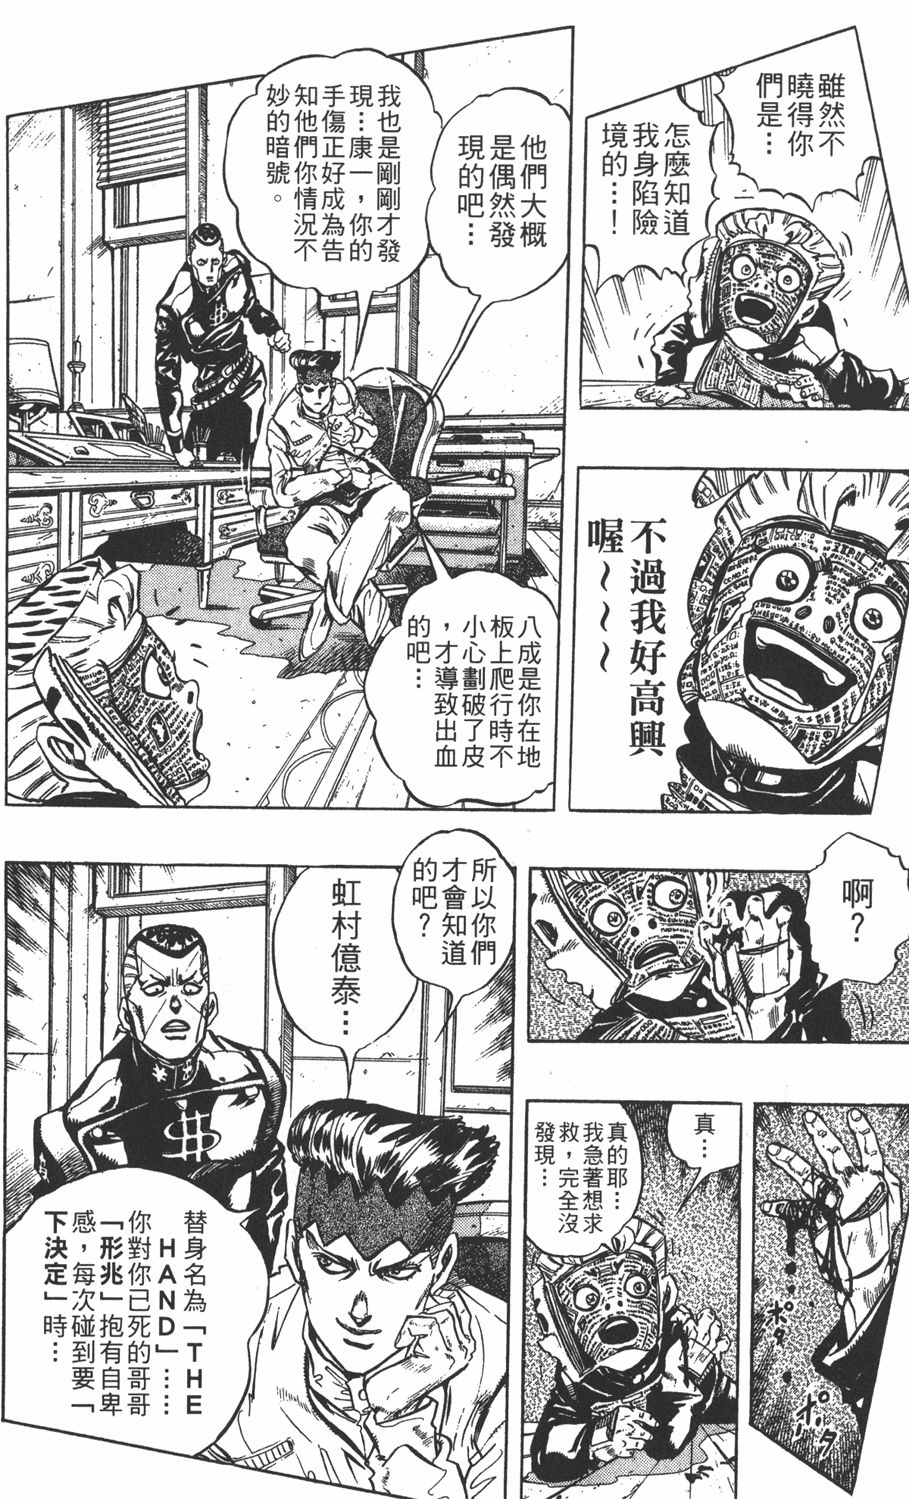 雖然不
曉得你
們是…
怎麼知道
我身陷險
境的…！
他們大概
是偶然發
現的吧…
我也是剛剛才發
現…康一，你的
手傷正好成為告
知他們你情況不
妙的暗號。
不過我好高興
喔～～～
八成是你在地
板上爬行時不
小心劃破了皮
，才導致出血
的吧…
啊？
ポタ
ポタ
真…
真的耶…
我急著想求
救，完全沒
發現…
所以你們
才會知道
的吧？
虹村億泰…
替身名為「THE
HAND」……
你對你已死的哥哥
「形兆」抱有自卑
感，每次碰到要「
下決定」時…